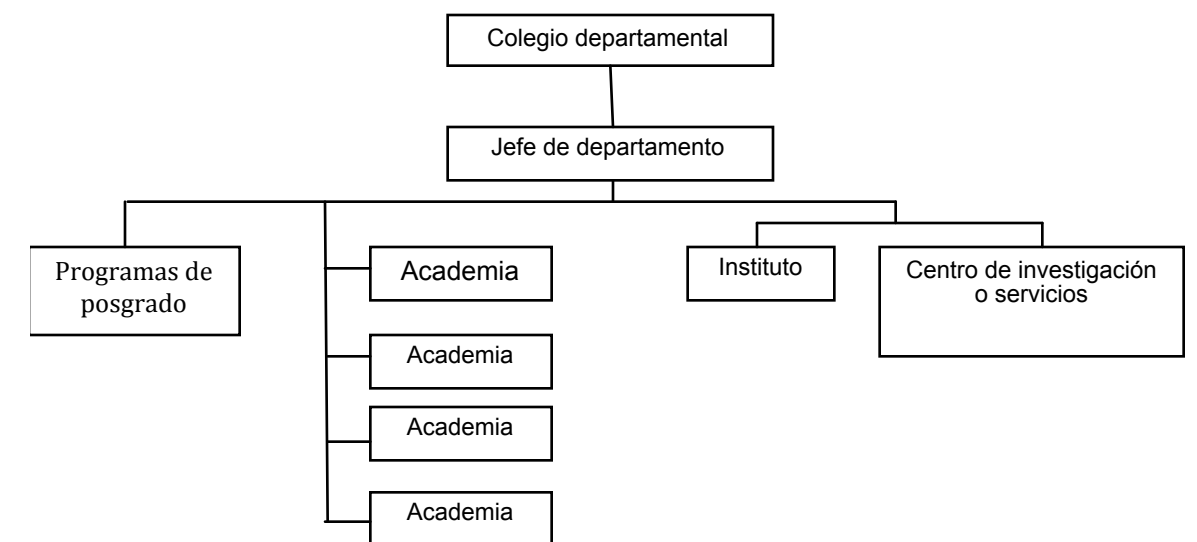 Colegio departamental
Jefe de departamento
Programas de
posgrado
Academia
Academia
Academia
Academia
Instituto
Centro de investigación
o servicios